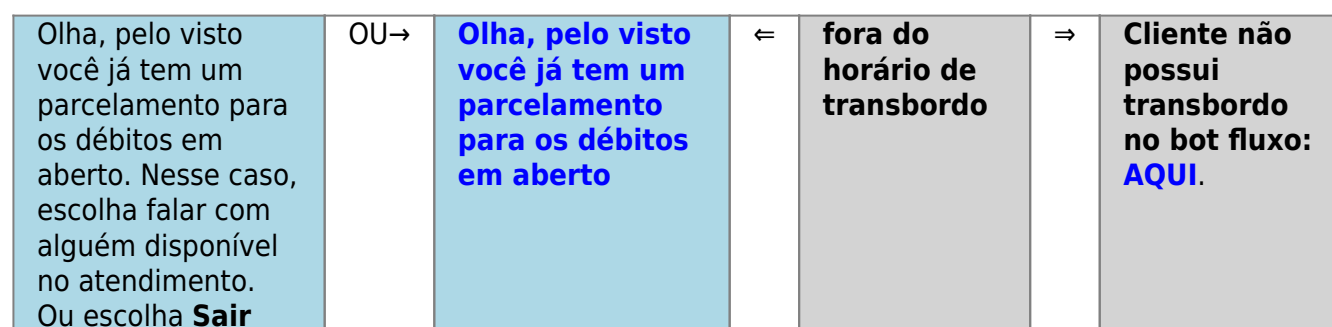 Olha, pelo visto
você já tem um
parcelamento para
os débitos em
aberto. Nesse caso,
escolha falar com
alguém disponível
no atendimento.
Ou escolha Sair
OU→
Olha, pelo visto
você já tem um
parcelamento
para os débitos
em aberto
⇐
fora do
horário de
transbordo
⇒
Cliente não
possui
transbordo
no bot fluxo:
AQUI.